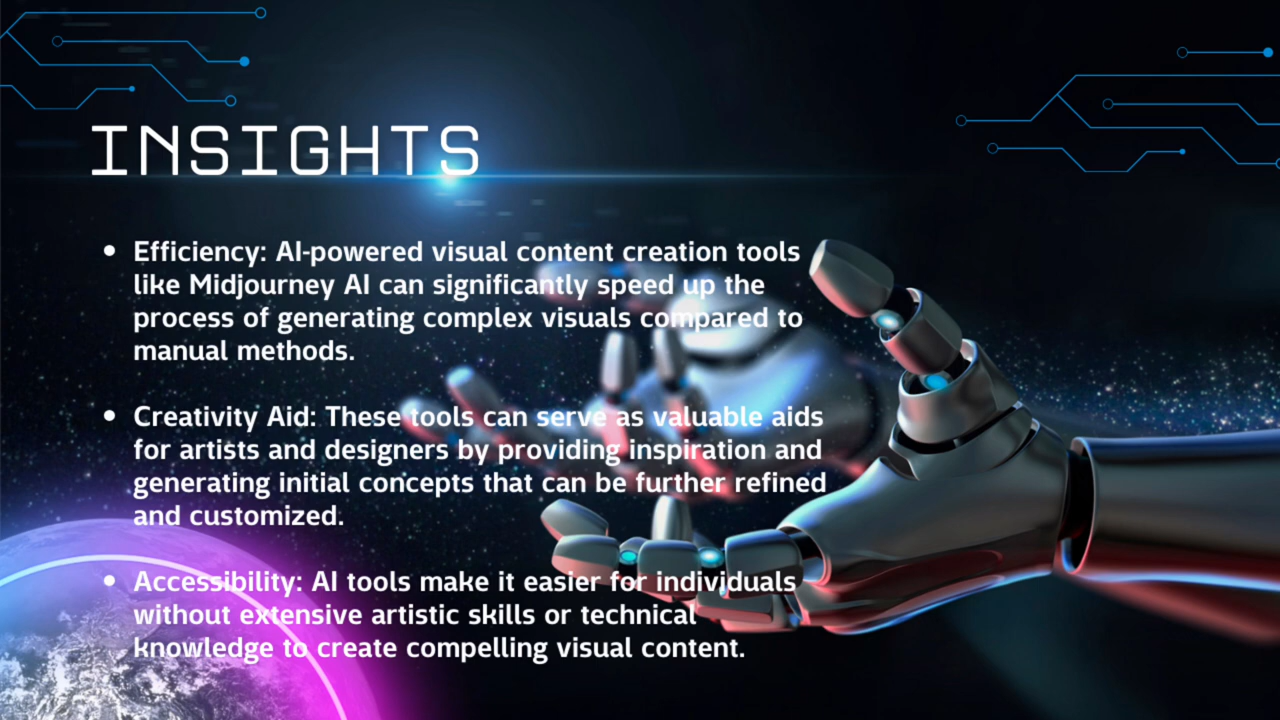 INSIGHTS
• Efficiency: AI-powered visual content creation tools
like Midjourney AI can significantly speed up the
process of generating complex visuals compared to
manual methods.
• Creativity Aid: These tools can serve as valuable aids
for artists and designers by providing inspiration and
generating initial concepts that can be further refined
and customized.
• Accessibility: AI tools make it easier for individuals
without extensive artistic skills or technical
knowledge to create compelling visual content.